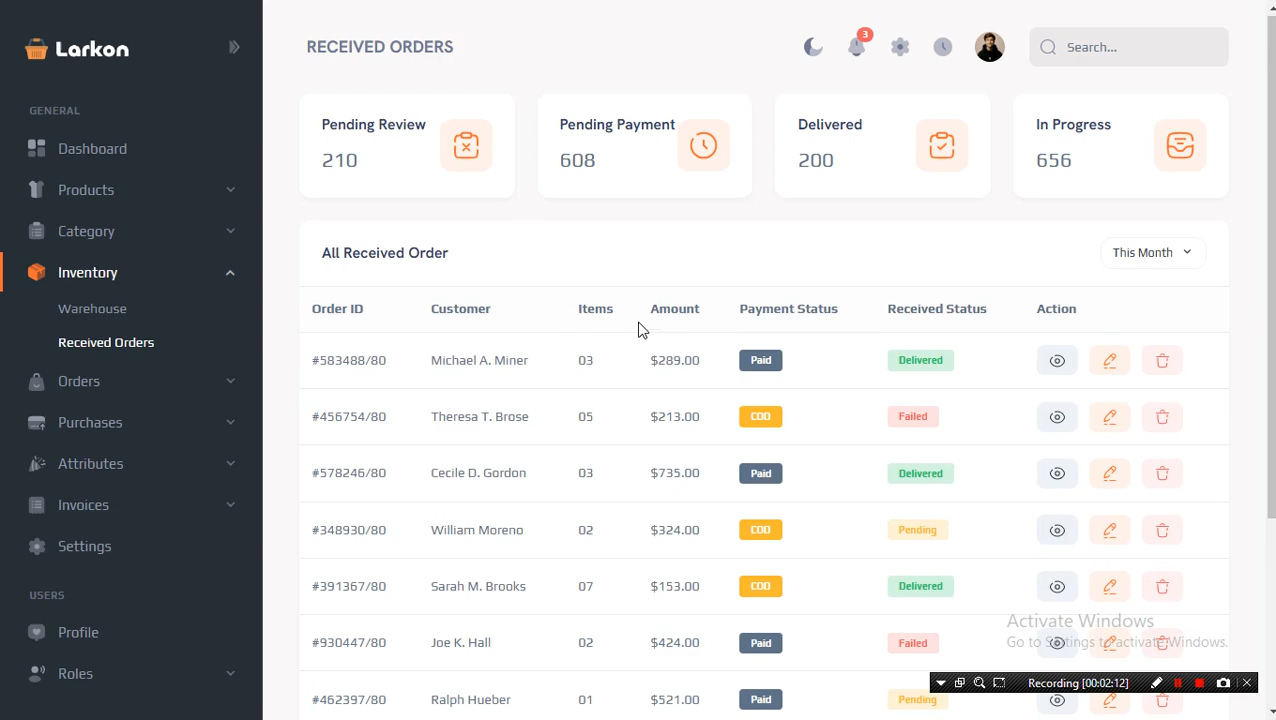 Larkon
RECEIVED ORDERS
3
Search...
GENERAL
Dashboard
Products
Category
Inventory
Warehouse
Received Orders
Orders
Purchases
Attributes
Invoices
Settings
USERS
Profile
Roles
Pending Review
210
Pending Payment
608
Delivered
200
In Progress
656
All Received Order
This Month
Order ID Customer Items Amount Payment Status Received Status Action
#583488/80 Michael A. Miner 03 $289.00 Paid Delivered
#456754/80 Theresa T. Brose 05 $213.00 COD Failed
#578246/80 Cecile D. Gordon 03 $735.00 Paid Delivered
#348930/80 William Moreno 02 $324.00 COD Pending
#391367/80 Sarah M. Brooks 07 $153.00 COD Delivered
#930447/80 Joe K. Hall 02 $424.00 Paid Failed
#462397/80 Ralph Hueber 01 $521.00 Paid Pending
Activate Windows
Go to Settings to activate Windows.
Recording [00:02:12]